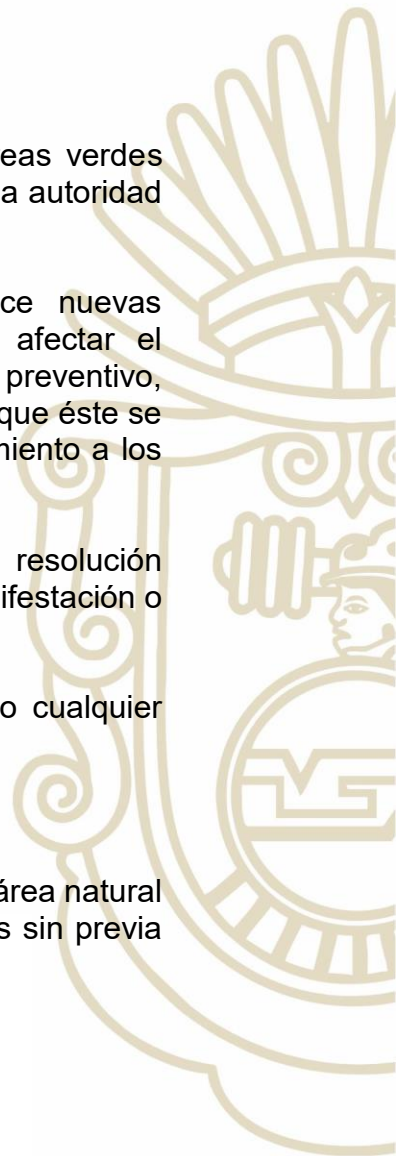 eas verdes
a autoridad
ce nuevas
afectar el
preventivo,
que éste se
miento a los
resolución
ifestación o
o cualquier
área natural
s sin previa